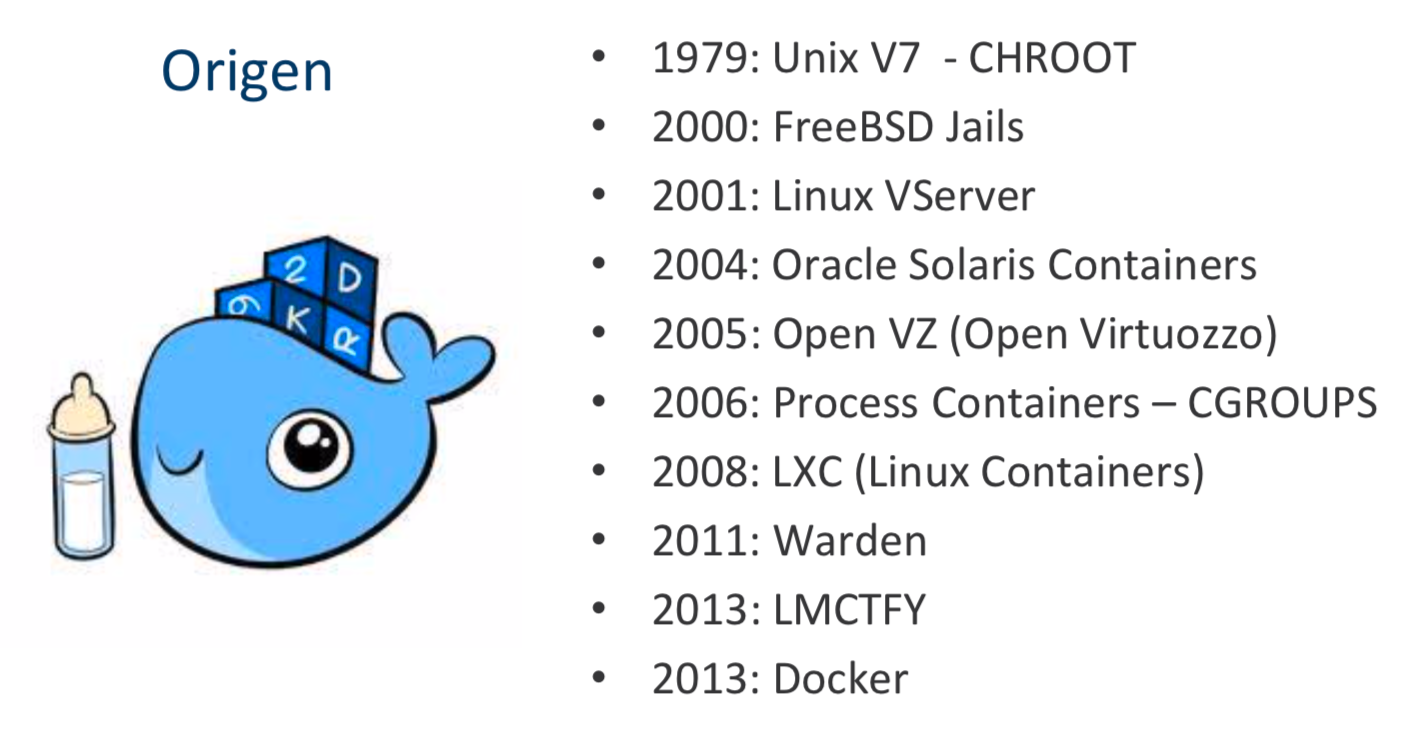 Origen
• 1979: Unix V7 - CHROOT
• 2000: FreeBSD Jails
• 2001: Linux VServer
• 2004: Oracle Solaris Containers
• 2005: Open VZ (Open Virtuozzo)
• 2006: Process Containers – CGROUPS
• 2008: LXC (Linux Containers)
• 2011: Warden
• 2013: LMCTFY
• 2013: Docker
2 D
K R